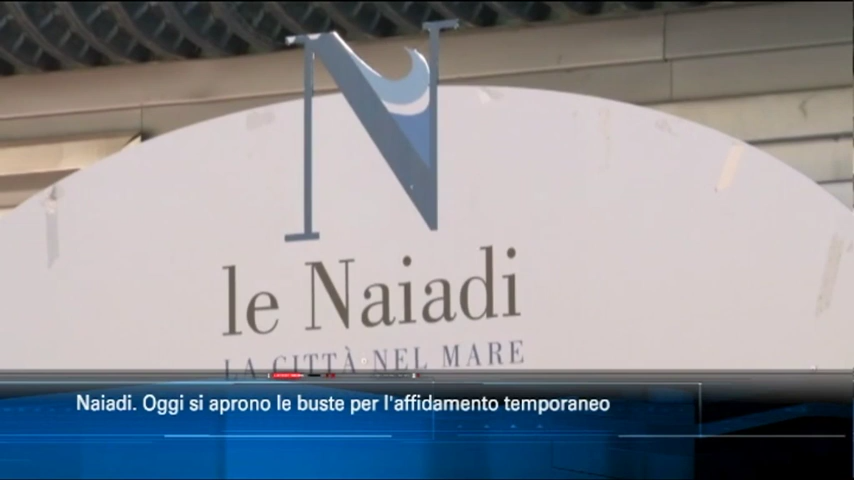 N
le Naiadi
LA CITTÀ NEL MARE
Naiadi. Oggi si aprono le buste per l'affidamento temporaneo